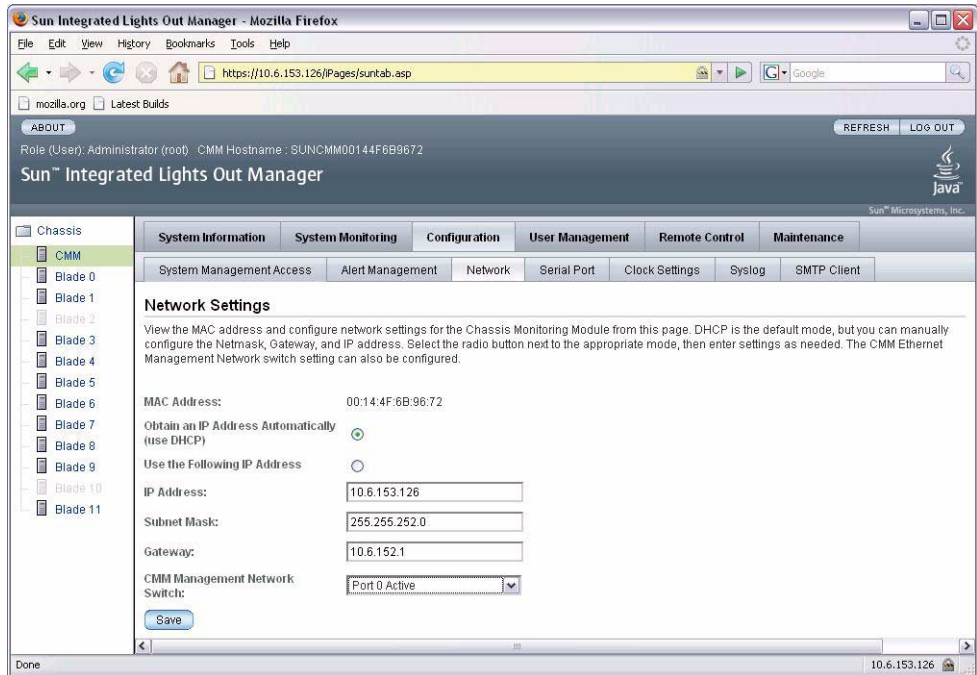 Sun Integrated Lights Out Manager - Mozilla Firefox
File Edit View History Bookmarks Tools Help
https://10.6.153.126/iPages/suntab.asp
G Google
mozilla.org Latest Builds
ABOUT REFRESH LOG OUT
Role (User): Administrator (root) CMM Hostname : SUNCMM00144F6B9672
Sun™ Integrated Lights Out Manager
Java™
Sun™ Microsystems, Inc.
Chassis
CMM
Blade 0
Blade 1
Blade 2
Blade 3
Blade 4
Blade 5
Blade 6
Blade 7
Blade 8
Blade 9
Blade 10
Blade 11
System Information System Monitoring Configuration User Management Remote Control Maintenance
System Management Access Alert Management Network Serial Port Clock Settings Syslog SMTP Client
Network Settings
View the MAC address and configure network settings for the Chassis Monitoring Module from this page. DHCP is the default mode, but you can manually
configure the Netmask, Gateway, and IP address. Select the radio button next to the appropriate mode, then enter settings as needed. The CMM Ethernet
Management Network switch setting can also be configured.
MAC Address: 00:14:4F:6B:96:72
Obtain an IP Address Automatically
(use DHCP)
Use the Following IP Address
IP Address: 10.6.153.126
Subnet Mask: 255.255.252.0
Gateway: 10.6.152.1
CMM Management Network
Switch: Port 0 Active
Save
Done 10.6.153.126